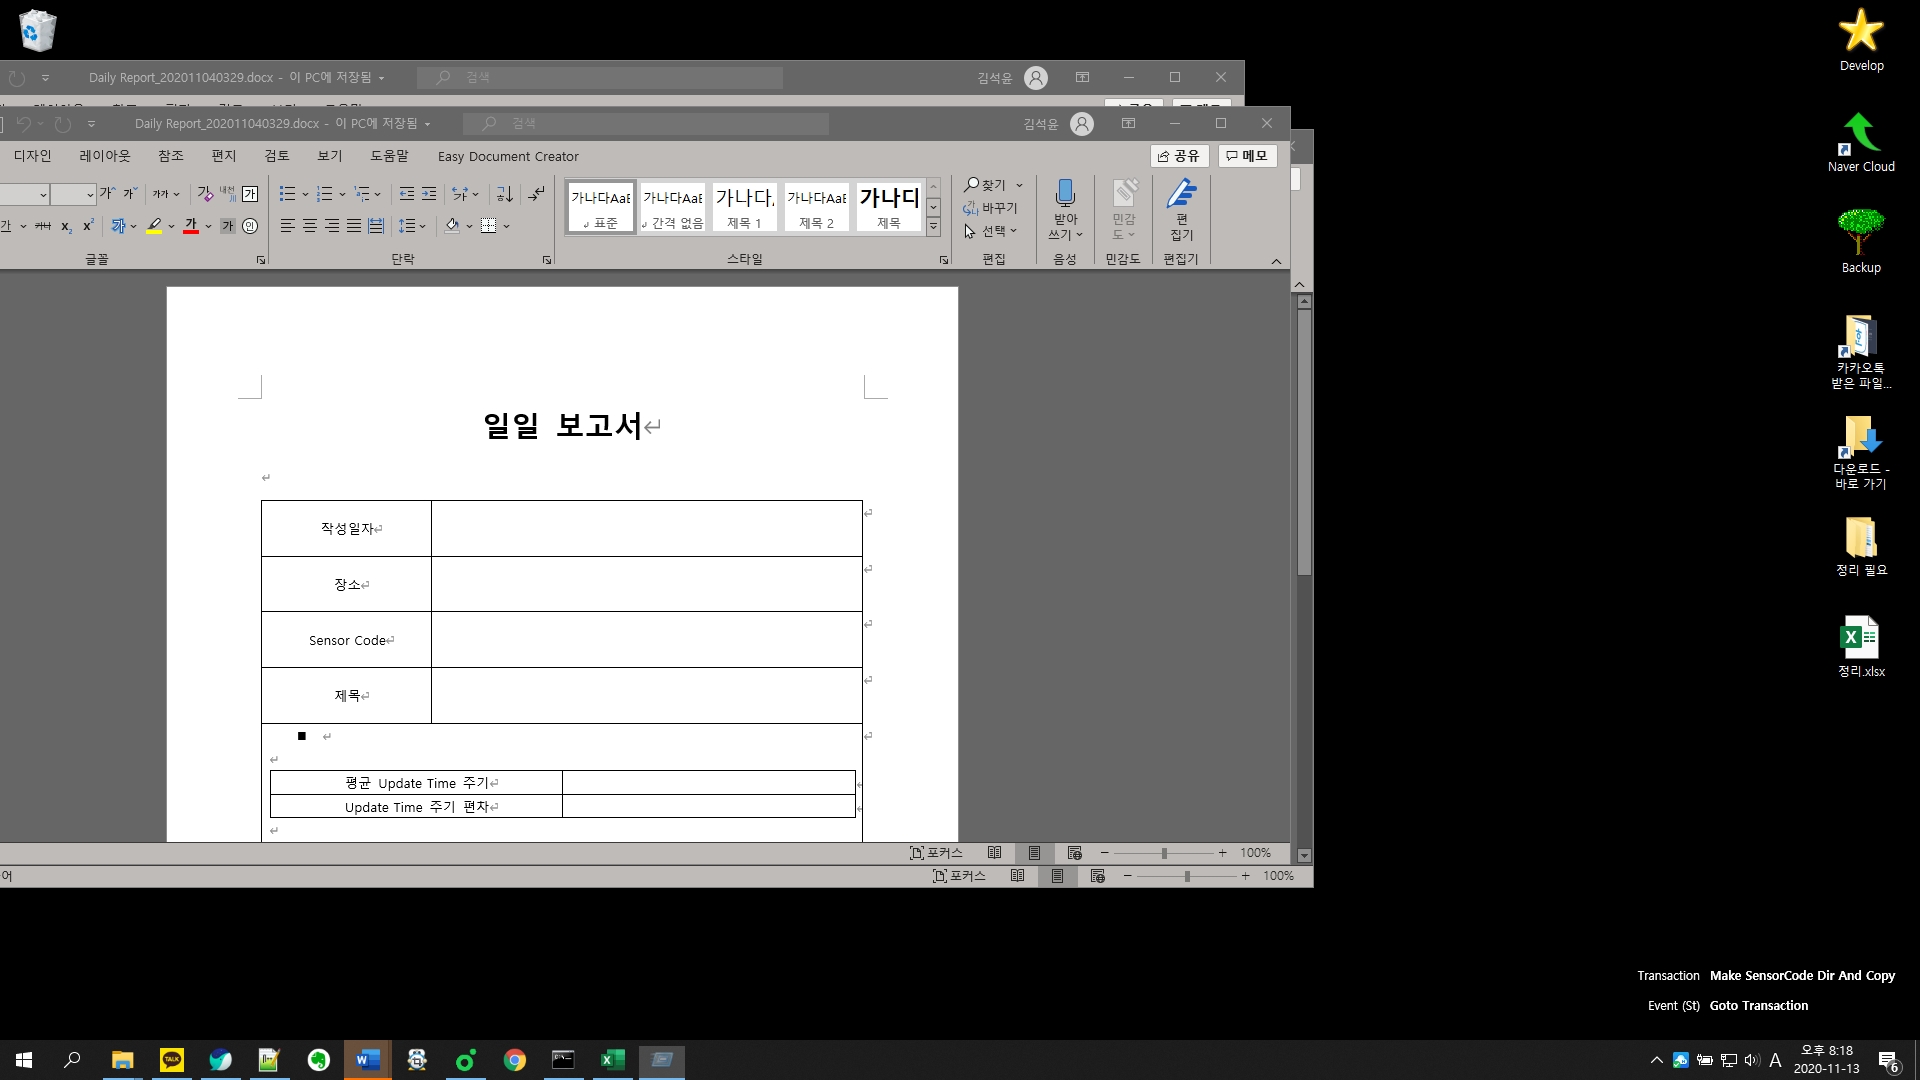 Daily Report_202011040329.docx - 이 PC에 저장됨
검색
김석윤
Daily Report_202011040329.docx - 이 PC에 저장됨
검색
김석윤
디자인 레이아웃 참조 편지 검토 보기 도움말 Easy Document Creator
공유 메모
가나다AaB 가나다AaB 가나다 가나다AaB 가나다
표준 간격 없음 제목 1 제목 2 제목
찾기
바꾸기
선택
받아
쓰기
민감
도
편
집기
글꼴 단락 스타일 편집 음성 민감도 편집기
일일 보고서
작성일자
장소
Sensor Code
제목
■
평균 Update Time 주기
Update Time 주기 편차
포커스 100%
어 포커스 100%
Develop
Naver Cloud
Backup
카카오톡
받은 파일...
다운로드 -
바로 가기
정리 필요
정리.xlsx
Transaction Make SensorCode Dir And Copy
Event (St) Goto Transaction
TALK
A
오후 8:18
2020-11-13
6